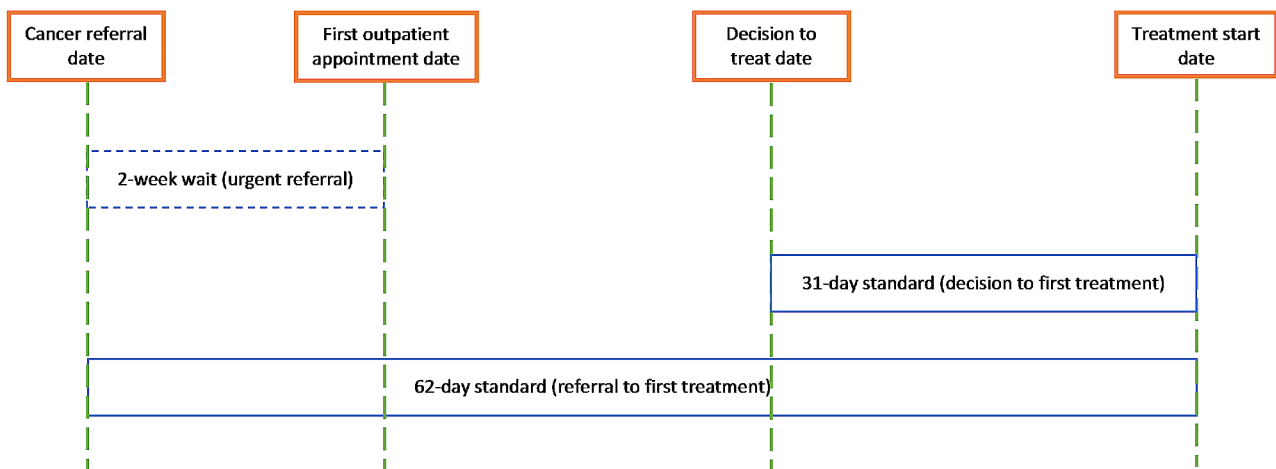 Cancer referral
date
First outpatient
appointment date
Decision to
treat date
Treatment start
date
2-week wait (urgent referral)
31-day standard (decision to first treatment)
62-day standard (referral to first treatment)